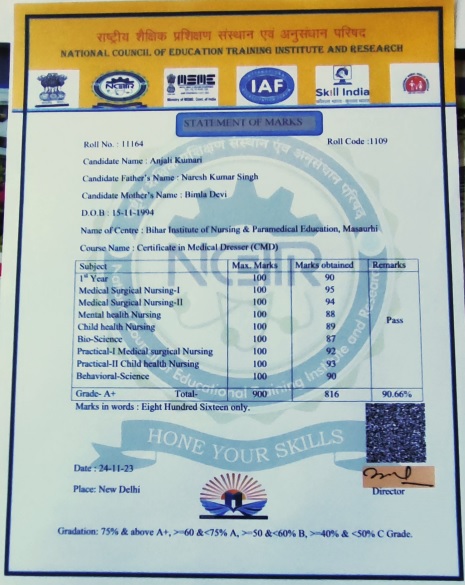 राष्ट्रीय शैक्षिक प्रशिक्षण संस्थान एवं अनुसंधान परिषद
NATIONAL COUNCIL OF EDUCATION TRAINING INSTITUTE AND RESEARCH
MSME
IAF
Skill India
STATEMENT OF MARKS
Roll No. : 11164 Roll Code :1109
Candidate Name : Anjali Kumari
Candidate Father's Name : Naresh Kumar Singh
Candidate Mother's Name : Bimla Devi
D.O.B : 15-11-1994
Name of Centre : Bihar Institute of Nursing & Paramedical Education, Masaurhi
Course Name : Certificate in Medical Dresser (CMD)
Subject Max. Marks Marks obtained Remarks
1st Year 100 90
Medical Surgical Nursing-I 100 95
Medical Surgical Nursing-II 100 94
Mental health Nursing 100 88
Child health Nursing 100 89
Pass
Bio-Science 100 87
Practical-I Medical surgical Nursing 100 92
Practical-II Child health Nursing 100 93
Behavioral-Science 100 90
Grade- A+ Total- 900 816 90.66%
Marks in words : Eight Hundred Sixteen only.
HONE YOUR SKILLS
Date : 24-11-23
Place: New Delhi
Director
Gradation: 75% & above A+, >=60 &<75% A, >=50 &<60% B, >=40% & <50% C Grade.